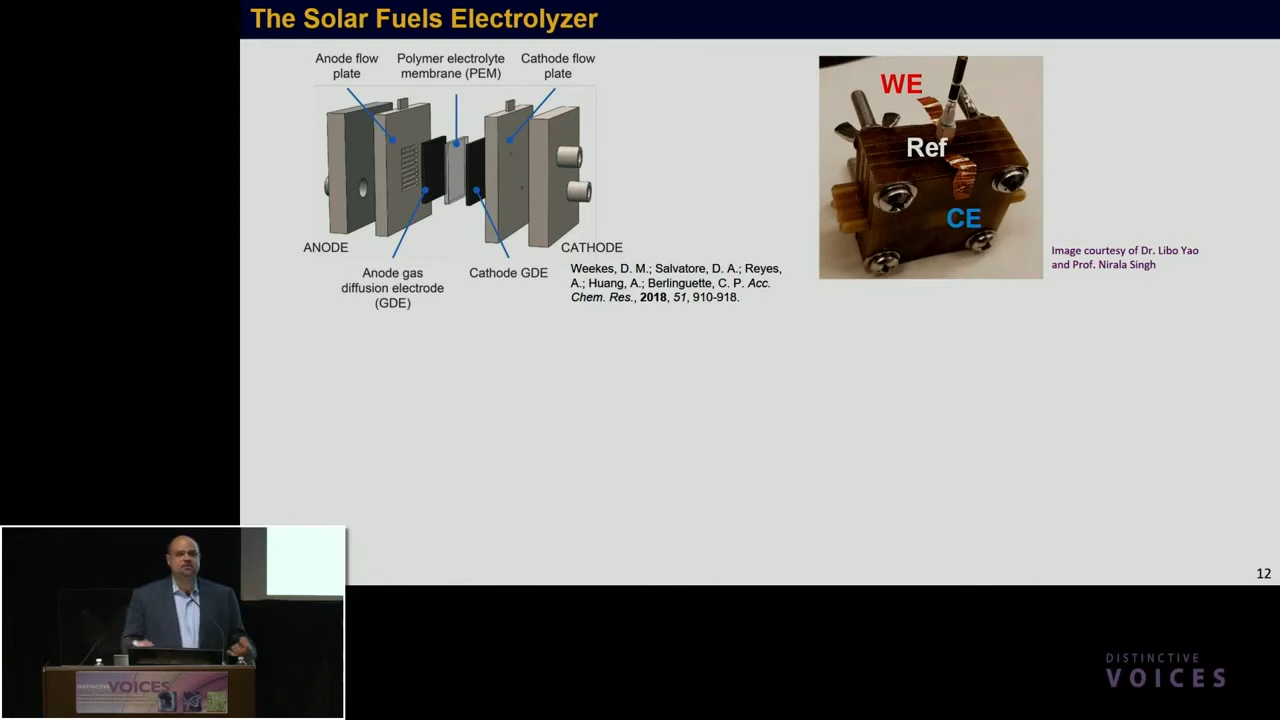 The Solar Fuels Electrolyzer
Anode flow
plate
Polymer electrolyte
membrane (PEM)
Cathode flow
plate
ANODE
CATHODE
Anode gas
diffusion electrode
(GDE)
Cathode GDE
Weekes, D. M.; Salvatore, D. A.; Reyes,
A.; Huang, A.; Berlinguette, C. P. Acc.
Chem. Res., 2018, 51, 910-918.
WE
Ref
CE
Image courtesy of Dr. Libo Yao
and Prof. Nirala Singh
12
DISTINCTIVE
VOICES
DISTINCTIVE VOICES